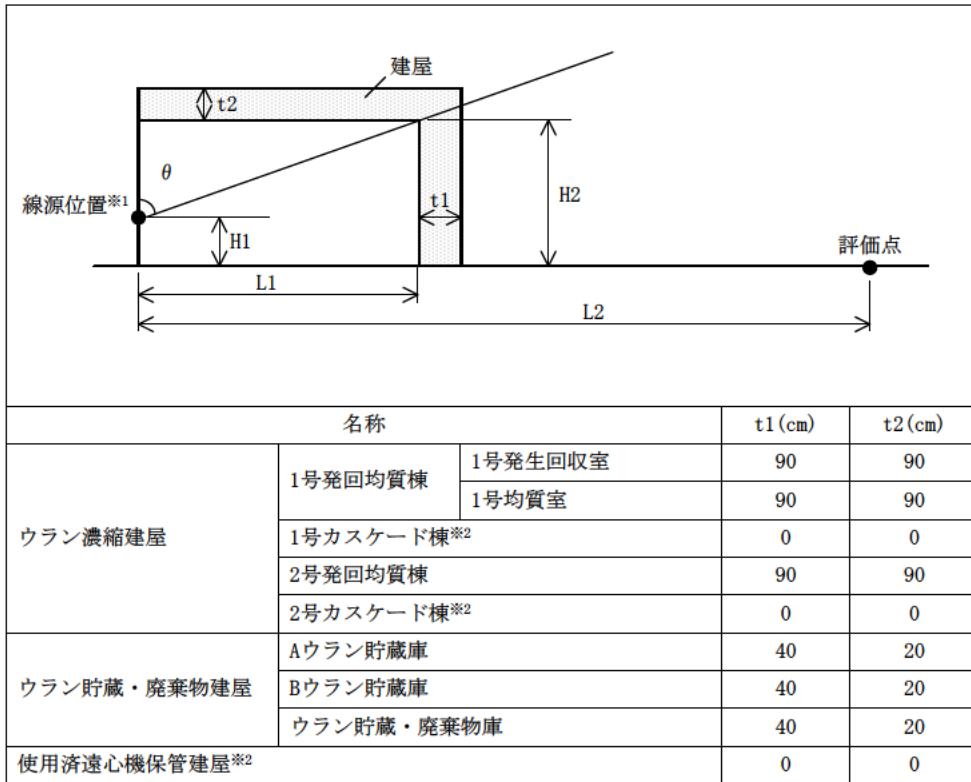 建屋
t2
θ
線源位置※1
t1
H2
H1
評価点
L1
L2
名称 t1(cm) t2(cm)
ウラン濃縮建屋 1号発回均質棟 1号発生回収室 90 90
1号均質室 90 90
1号カスケード棟※2 0 0
2号発回均質棟 90 90
2号カスケード棟※2 0 0
ウラン貯蔵・廃棄物建屋 Aウラン貯蔵庫 40 20
Bウラン貯蔵庫 40 20
ウラン貯蔵・廃棄物庫 40 20
使用済遠心機保管建屋※2 0 0